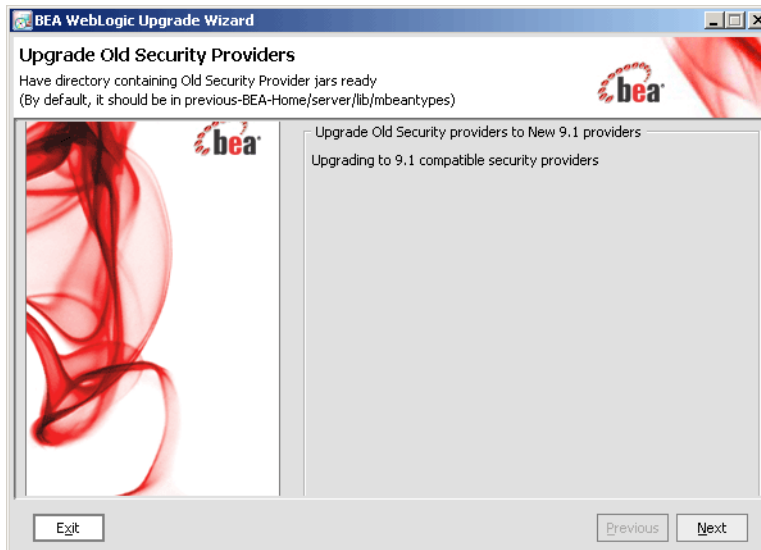 BEA WebLogic Upgrade Wizard
Upgrade Old Security Providers
Have directory containing Old Security Provider jars ready
(By default, it should be in previous-BEA-Home/server/lib/mbeantypes)
bea
bea
Upgrade Old Security providers to New 9.1 providers
Upgrading to 9.1 compatible security providers
Exit
Previous
Next